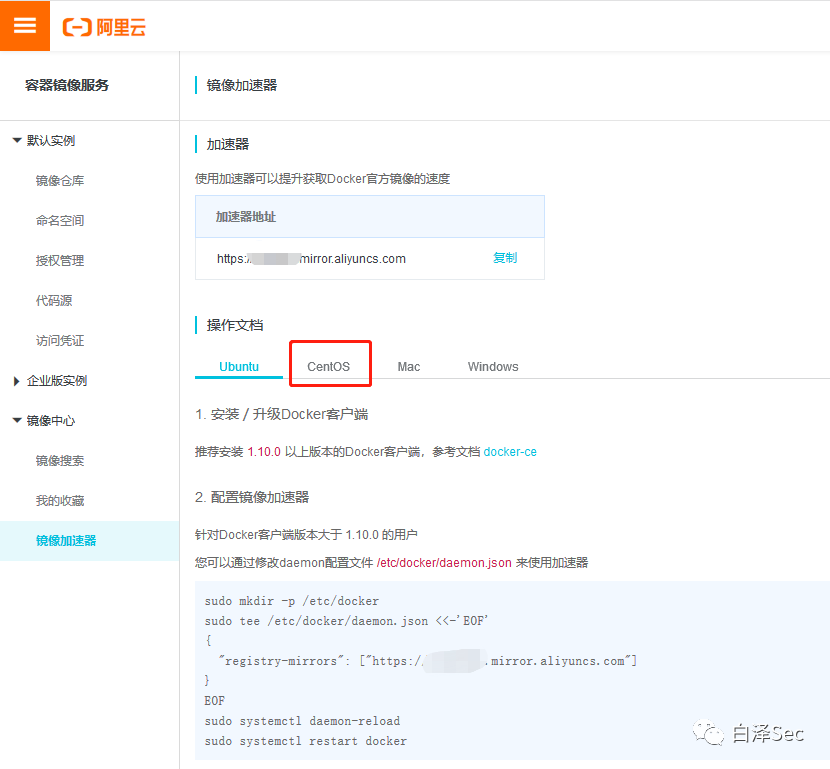 阿里云
容器镜像服务
镜像加速器
默认实例
镜像仓库
命名空间
授权管理
代码源
访问凭证
企业版实例
镜像中心
镜像搜索
我的收藏
镜像加速器
加速器
使用加速器可以提升获取Docker官方镜像的速度
加速器地址
https:/ mirror.aliyuncs.com 复制
操作文档
Ubuntu CentOS Mac Windows
1. 安装 / 升级Docker客户端
推荐安装 1.10.0 以上版本的Docker客户端，参考文档 docker-ce
2. 配置镜像加速器
针对Docker客户端版本大于 1.10.0 的用户
您可以通过修改daemon配置文件 /etc/docker/daemon.json 来使用加速器
sudo mkdir -p /etc/docker
sudo tee /etc/docker/daemon.json <<-'EOF'
{
"registry-mirrors": ["https:/ .mirror.aliyuncs.com"]
}
EOF
sudo systemctl daemon-reload
sudo systemctl restart docker
白泽Sec